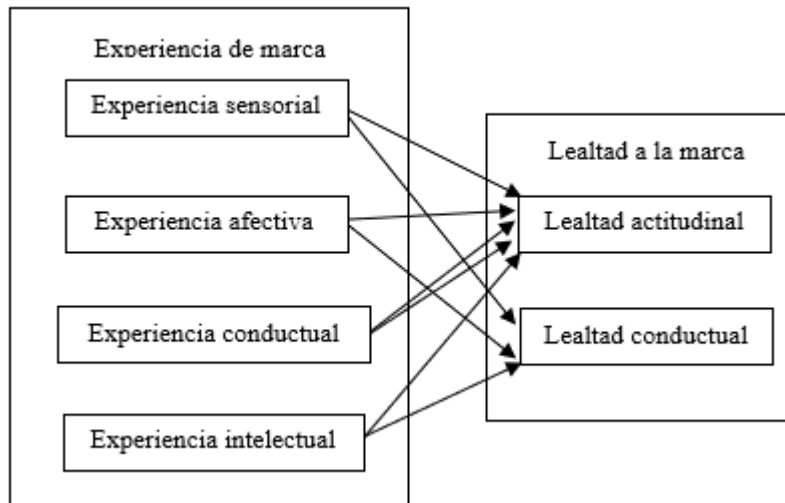 Experiencia de marca
Experiencia sensorial
Experiencia afectiva
Experiencia conductual
Experiencia intelectual
Lealtad a la marca
Lealtad actitudinal
Lealtad conductual